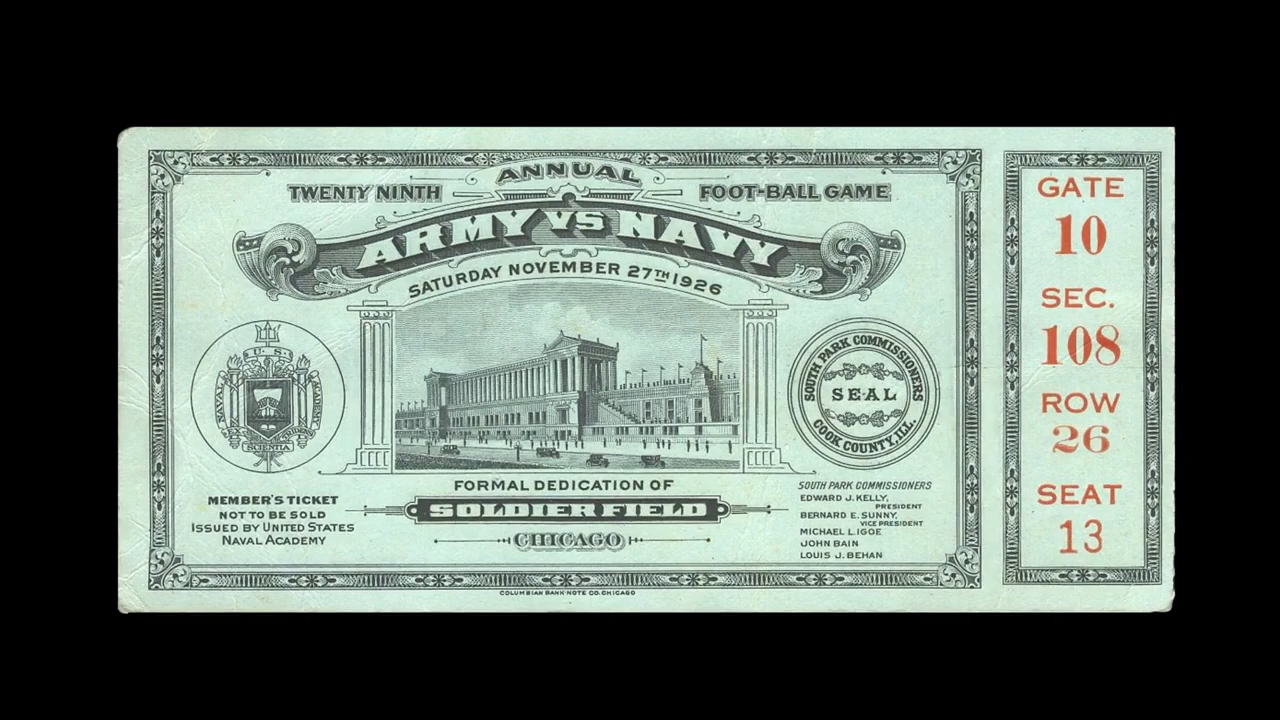 ANNUAL
TWENTY NINTH FOOT-BALL GAME
ARMY VS NAVY
SATURDAY NOVEMBER 27TH 1926
U.S.
NAVAL ACADEMY
SCIENTIA
SOUTH PARK COMMISSIONERS
SEAL
COOK COUNTY, ILL.
MEMBER'S TICKET
NOT TO BE SOLD
ISSUED BY UNITED STATES
NAVAL ACADEMY
FORMAL DEDICATION OF
SOLDIER FIELD
CHICAGO
SOUTH PARK COMMISSIONERS
EDWARD J. KELLY,
PRESIDENT
BERNARD E. SUNNY,
VICE PRESIDENT
MICHAEL L. IGOE
JOHN BAIN
LOUIS J. BEHAN
COLUMBIAN BANK NOTE CO. CHICAGO
GATE
10
SEC.
108
ROW
26
SEAT
13